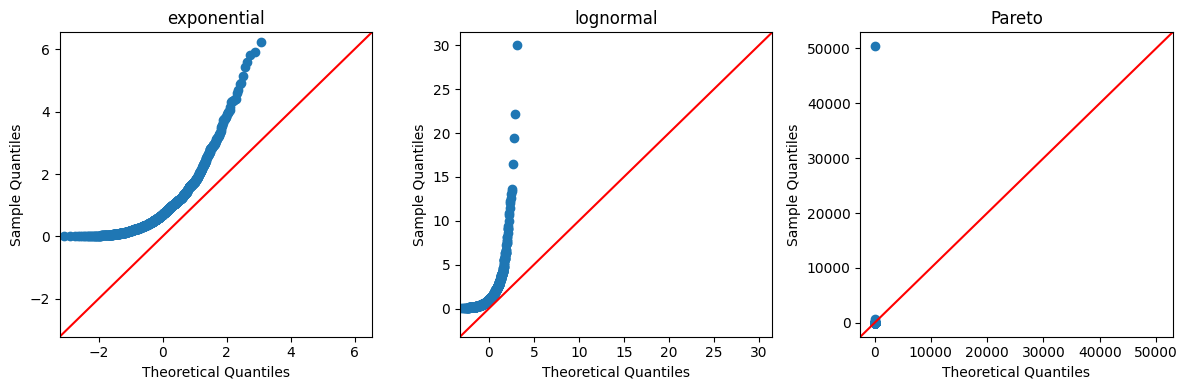 exponential
Sample Quantiles
6
4
2
0
−2
−2 0 2 4 6
Theoretical Quantiles
lognormal
Sample Quantiles
30
25
20
15
10
5
0
0 5 10 15 20 25 30
Theoretical Quantiles
Pareto
Sample Quantiles
50000
40000
30000
20000
10000
0
0 10000 20000 30000 40000 50000
Theoretical Quantiles